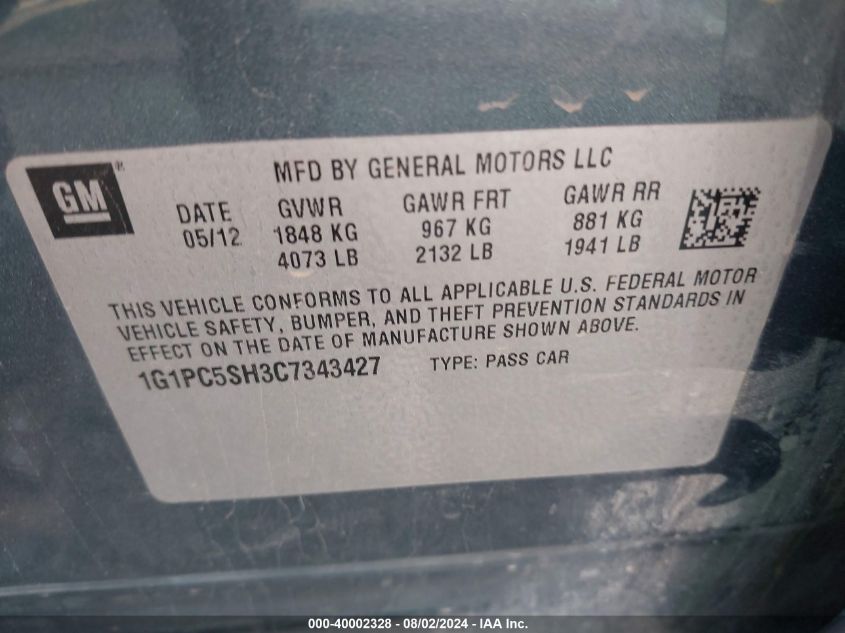 GM®
MFD BY GENERAL MOTORS LLC
DATE GVWR GAWR FRT GAWR RR
05/12 1848 KG 967 KG 881 KG
4073 LB 2132 LB 1941 LB
THIS VEHICLE CONFORMS TO ALL APPLICABLE U.S. FEDERAL MOTOR
VEHICLE SAFETY, BUMPER, AND THEFT PREVENTION STANDARDS IN
EFFECT ON THE DATE OF MANUFACTURE SHOWN ABOVE.
1G1PC5SH3C7343427 TYPE: PASS CAR
000-40002328 - 08/02/2024 - IAA Inc.